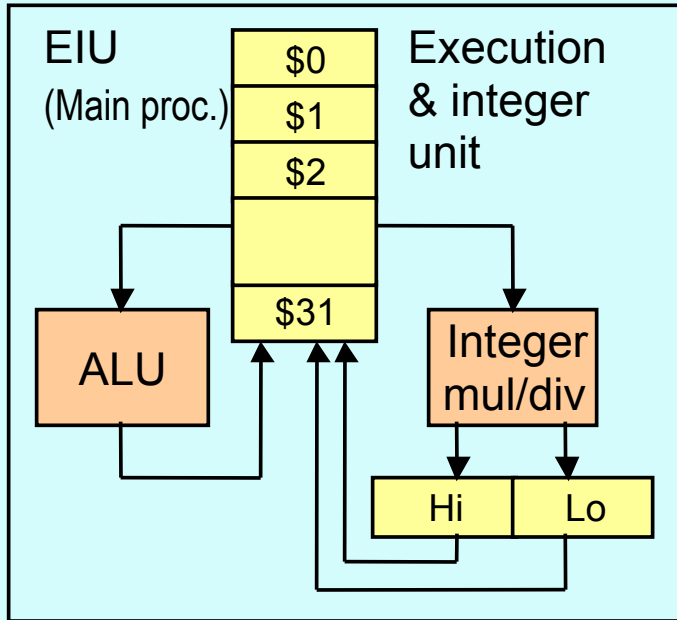 EIU
(Main proc.)
$0
$1
$2
$31
Execution
& integer
unit
ALU
Integer
mul/div
Hi
Lo